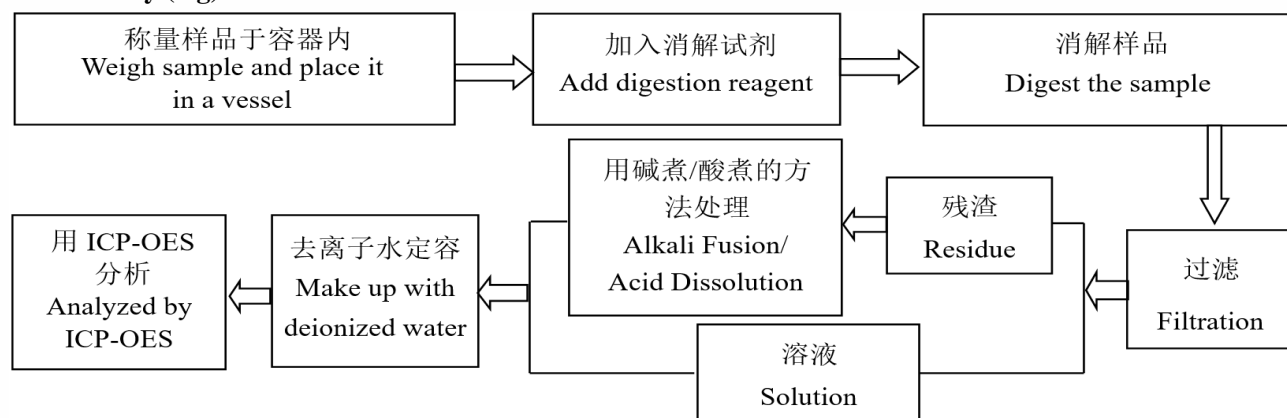 称量样品于容器内
Weigh sample and place it
in a vessel
加入消解试剂
Add digestion reagent
消解样品
Digest the sample
过滤
Filtration
残渣
Residue
用碱煮/酸煮的方
法处理
Alkali Fusion/
Acid Dissolution
溶液
Solution
去离子水定容
Make up with
deionized water
用 ICP-OES
分析
Analyzed by
ICP-OES